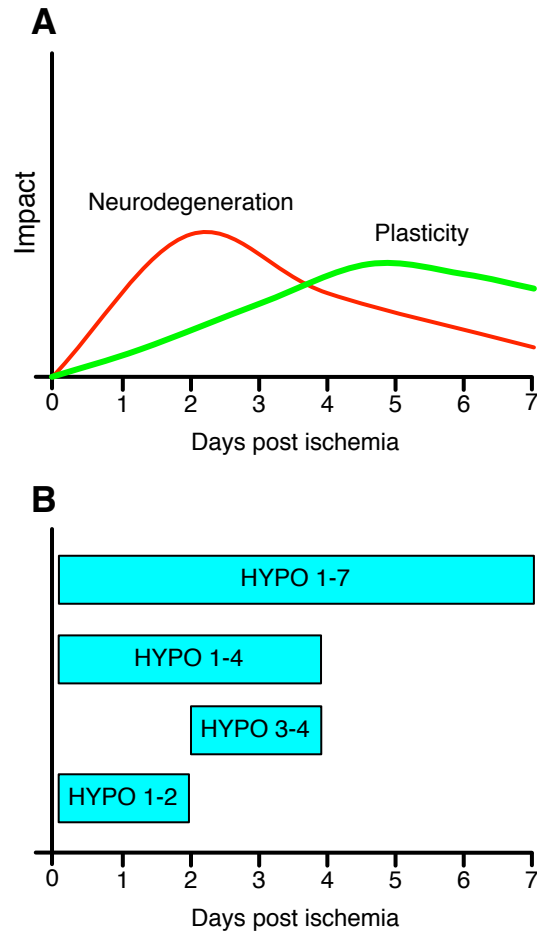 A
Impact
Neurodegeneration
Plasticity
0 1 2 3 4 5 6 7
Days post ischemia
B
HYPO 1-7
HYPO 1-4
HYPO 3-4
HYPO 1-2
0 1 2 3 4 5 6 7
Days post ischemia